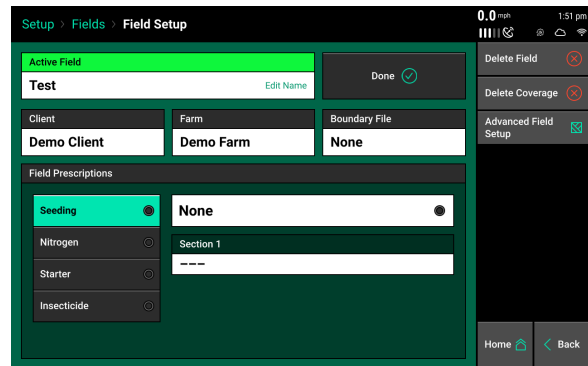 Setup > Fields > Field Setup
0.0 mph
1:51 pm
Active Field
Test
Edit Name
Done
Delete Field
Delete Coverage
Advanced Field
Setup
Client
Demo Client
Farm
Demo Farm
Boundary File
None
Field Prescriptions
Seeding
None
Nitrogen
Section 1
---
Starter
Insecticide
Home
Back